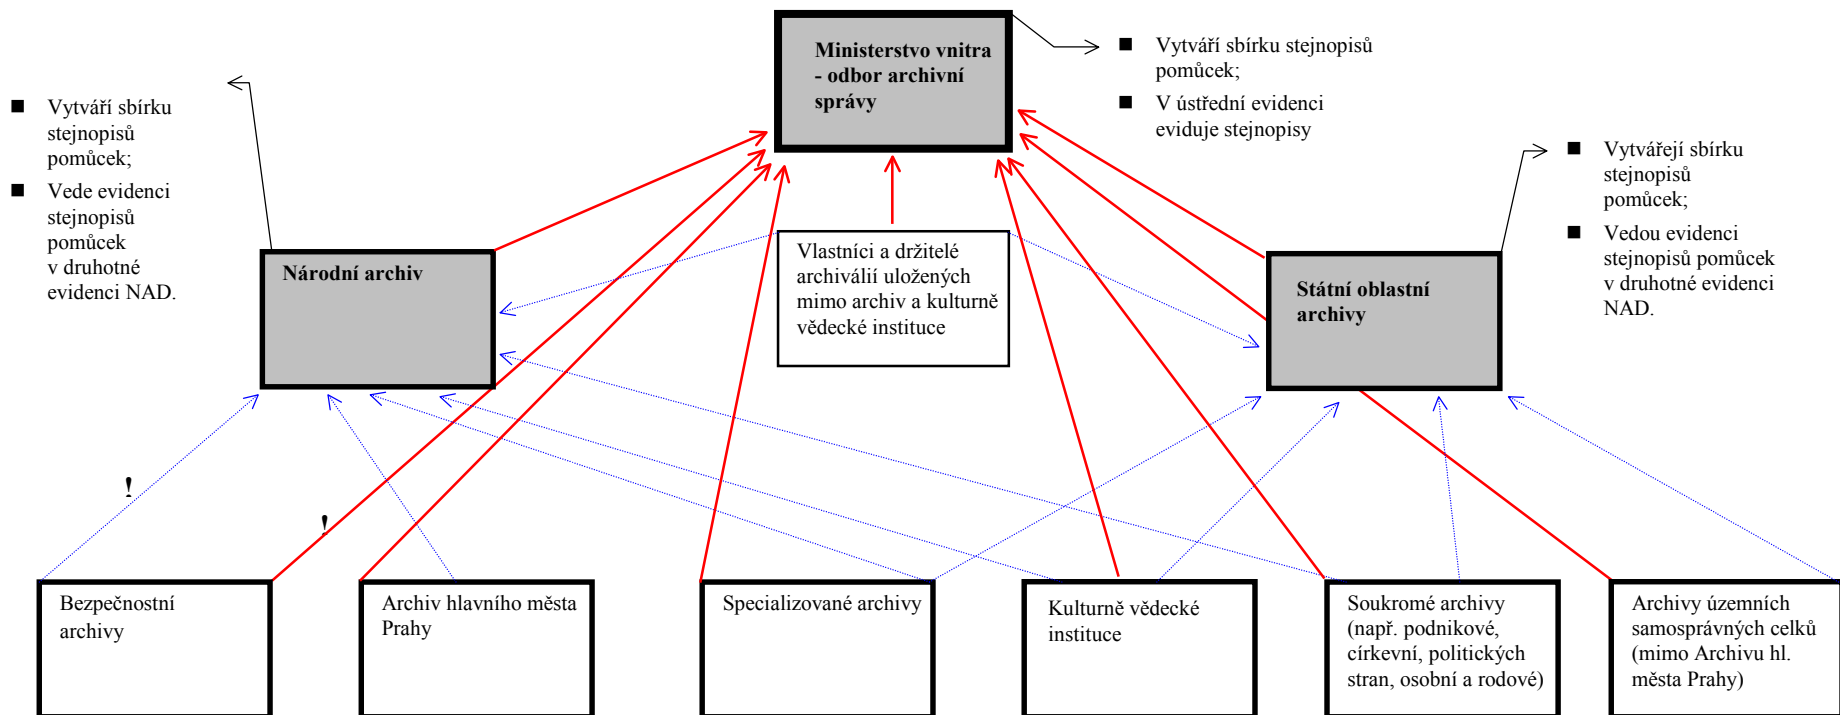 Ministerstvo vnitra
- odbor archivní
správy
■ Vytváří sbírku stejnopisů
pomůcek;
■ V ústřední evidenci
eviduje stejnopisy
■ Vytváří sbírku
stejnopisů
pomůcek;
■ Vede evidenci
stejnopisů
pomůcek
v druhotné
evidenci NAD.
■ Vytvářejí sbírku
stejnopisů
pomůcek;
■ Vedou evidenci
stejnopisů pomůcek
v druhotné evidenci
NAD.
Národní archiv
Vlastníci a držitelé
archiválií uložených
mimo archiv a kulturně
vědecké instituce
Státní oblastní
archivy
!
!
Bezpečnostní
archivy
Archiv hlavního města
Prahy
Specializované archivy
Kulturně vědecké
instituce
Soukromé archivy
(např. podnikové,
církevní, politických
stran, osobní a rodové)
Archivy územních
samosprávných celků
(mimo Archivu hl.
města Prahy)